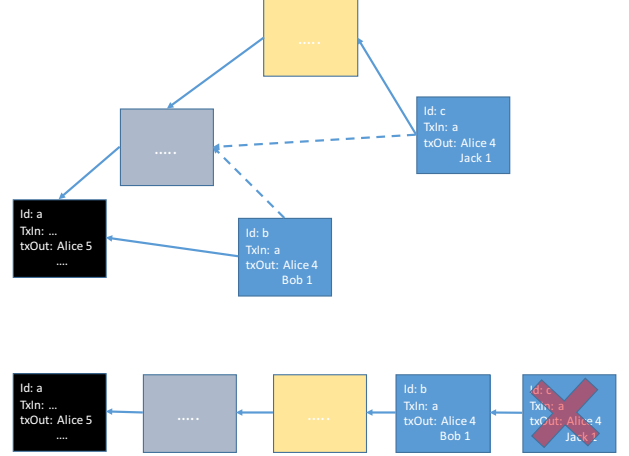 .....
Id: c
TxIn: a
txOut: Alice 4
Jack 1
.....
Id: a
TxIn: ...
txOut: Alice 5
....
Id: b
TxIn: a
txOut: Alice 4
Bob 1
Id: a
TxIn: ...
txOut: Alice 5
....
.....
.....
Id: b
TxIn: a
txOut: Alice 4
Bob 1
Id: c
TxIn: a
txOut: Alice 4
Jack 1